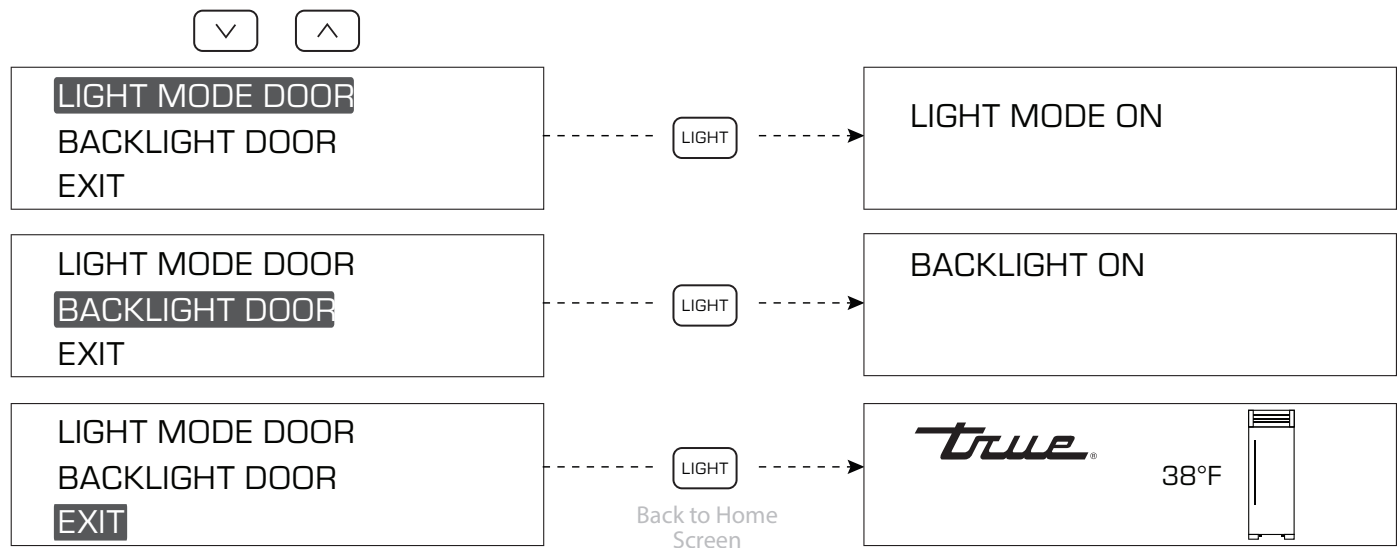 LIGHT MODE DOOR
BACKLIGHT DOOR
EXIT
LIGHT
LIGHT MODE ON
LIGHT MODE DOOR
BACKLIGHT DOOR
EXIT
LIGHT
BACKLIGHT ON
LIGHT MODE DOOR
BACKLIGHT DOOR
EXIT
LIGHT
Back to Home
Screen
true®
38°F